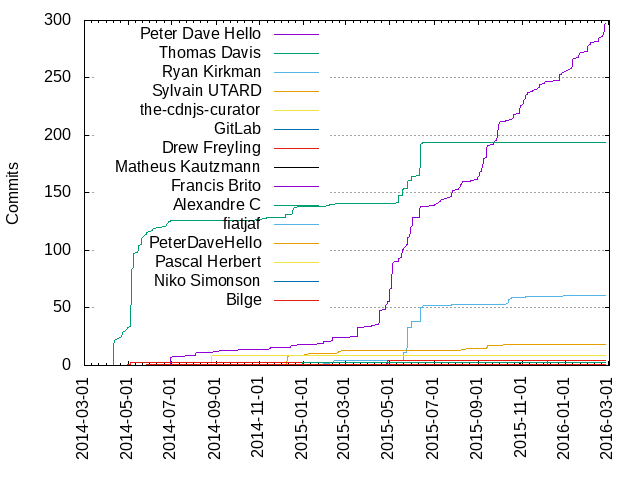 300
250
200
150
100
50
0
Commits
Peter Dave Hello
Thomas Davis
Ryan Kirkman
Sylvain UTARD
the-cdnjs-curator
GitLab
Drew Freyling
Matheus Kautzmann
Francis Brito
Alexandre C
fiatjaf
PeterDaveHello
Pascal Herbert
Niko Simonson
Bilge
2014-03-01
2014-05-01
2014-07-01
2014-09-01
2014-11-01
2015-01-01
2015-03-01
2015-05-01
2015-07-01
2015-09-01
2015-11-01
2016-01-01
2016-03-01